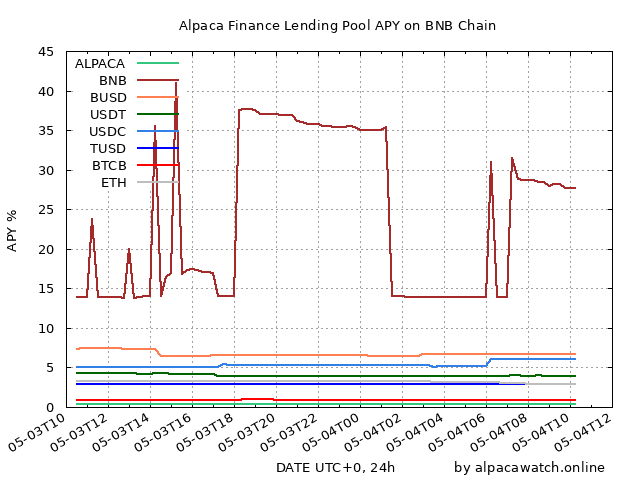 Alpaca Finance Lending Pool APY on BNB Chain
45
40
35
30
25
20
15
10
5
0
APY %
ALPACA
BNB
BUSD
USDT
USDC
TUSD
BTCB
ETH
05-03T10
05-03T12
05-03T14
05-03T16
05-03T18
05-03T20
05-03T22
05-04T00
05-04T02
05-04T04
05-04T06
05-04T08
05-04T10
05-04T12
DATE UTC+0, 24h
by alpacawatch.online